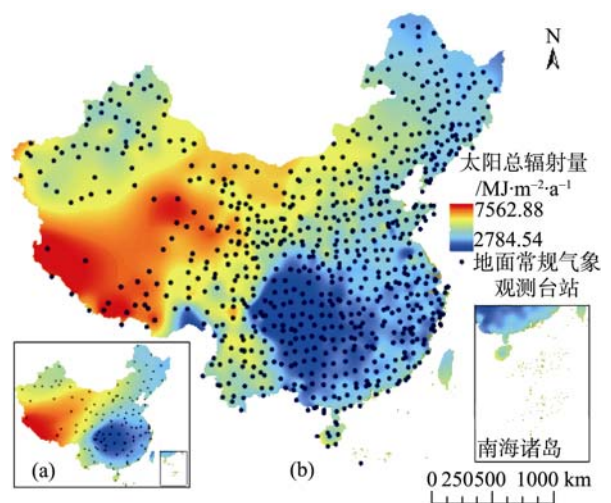 N
太阳总辐射量
/MJ·m⁻²·a⁻¹
7562.88
2784.54
地面常规气象
观测台站
南海诸岛
(a)
(b)
0 250500 1000 km